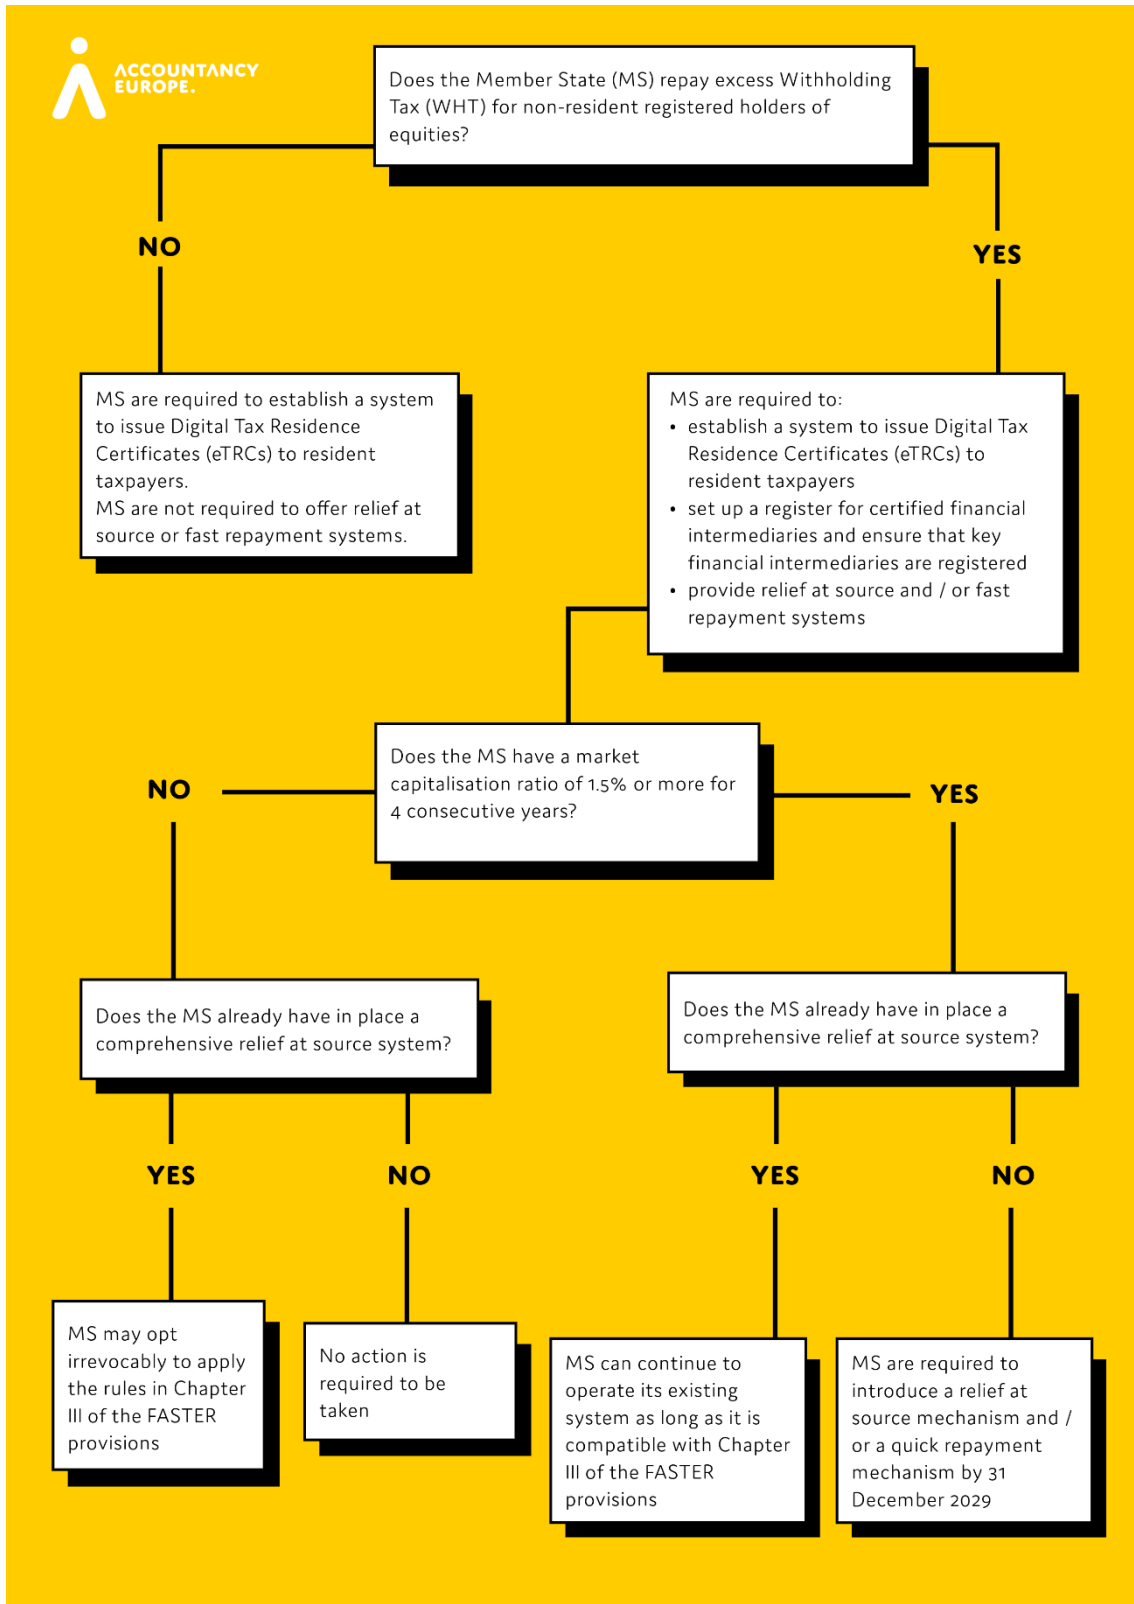 ACCOUNTANCY
EUROPE.
Does the Member State (MS) repay excess Withholding
Tax (WHT) for non-resident registered holders of
equities?
NO
YES
MS are required to establish a system
to issue Digital Tax Residence
Certificates (eTRCs) to resident
taxpayers.
MS are not required to offer relief at
source or fast repayment systems.
MS are required to:
• establish a system to issue Digital Tax
Residence Certificates (eTRCs) to
resident taxpayers
• set up a register for certified financial
intermediaries and ensure that key
financial intermediaries are registered
• provide relief at source and / or fast
repayment systems
Does the MS have a market
capitalisation ratio of 1.5% or more for
4 consecutive years?
NO
YES
Does the MS already have in place a
comprehensive relief at source system?
Does the MS already have in place a
comprehensive relief at source system?
YES
NO
YES
NO
MS may opt
irrevocably to apply
the rules in Chapter
III of the FASTER
provisions
No action is
required to be
taken
MS can continue to
operate its existing
system as long as it is
compatible with Chapter
III of the FASTER
provisions
MS are required to
introduce a relief at
source mechanism and /
or a quick repayment
mechanism by 31
December 2029